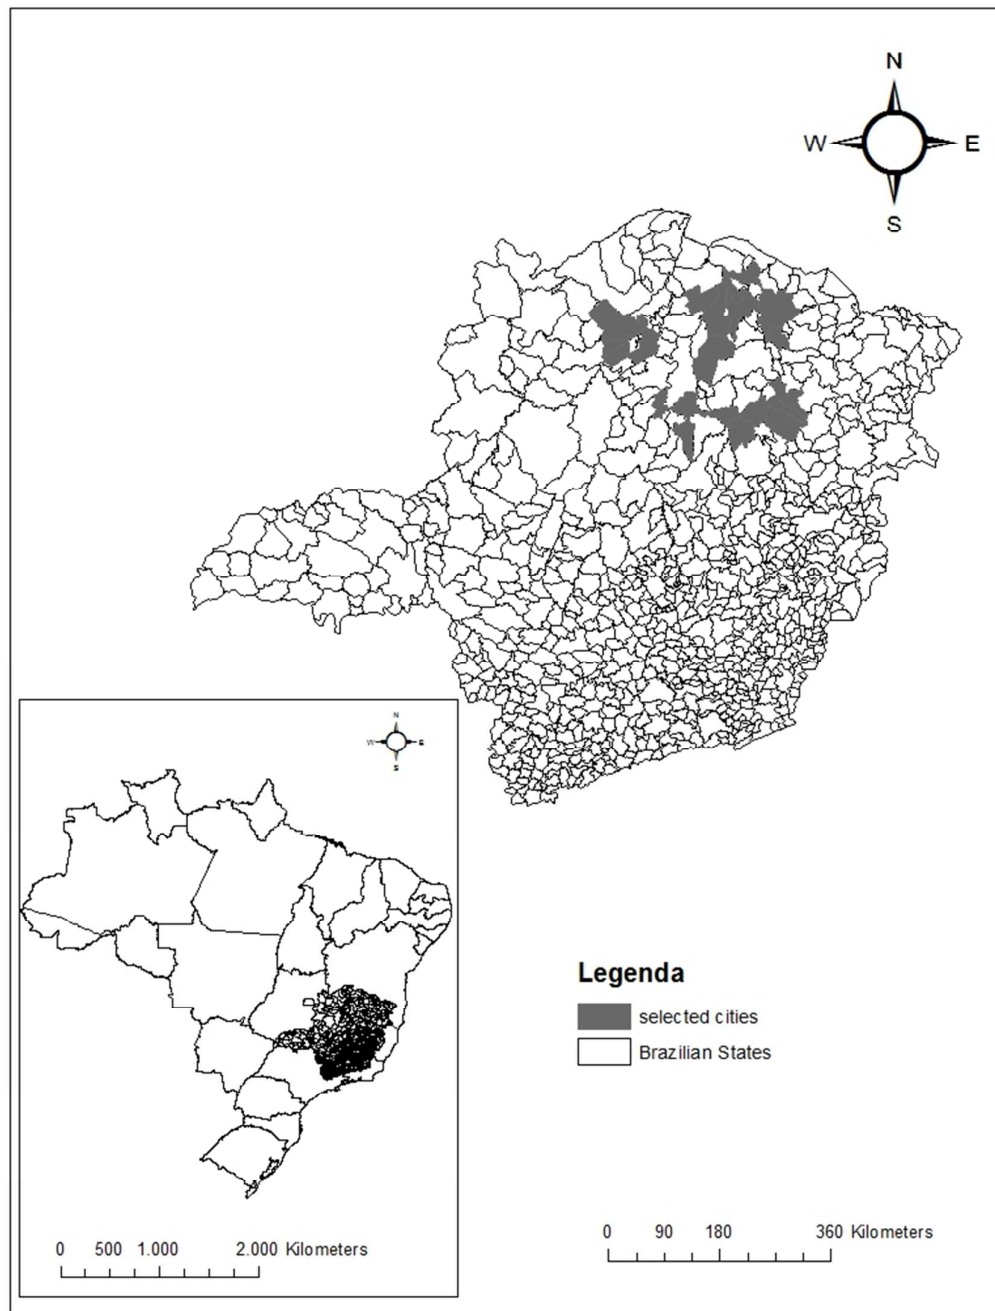 N
W E
S
N
W E
S
Legenda
selected cities
Brazilian States
0 500 1.000 2.000 Kilometers
0 90 180 360 Kilometers